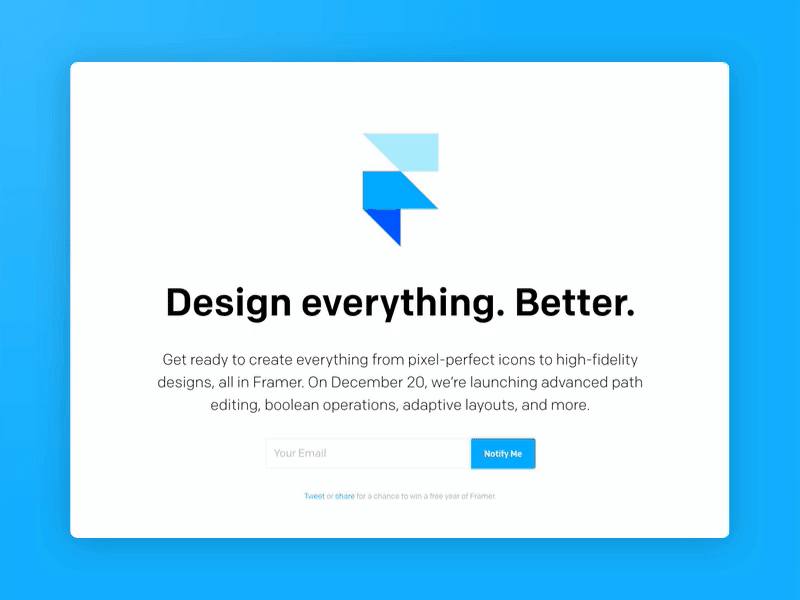 Design everything. Better.
Get ready to create everything from pixel-perfect icons to high-fidelity
designs, all in Framer. On December 20, we’re launching advanced path
editing, boolean operations, adaptive layouts, and more.
Your Email
Notify Me
Tweet or share for a chance to win a free year of Framer.